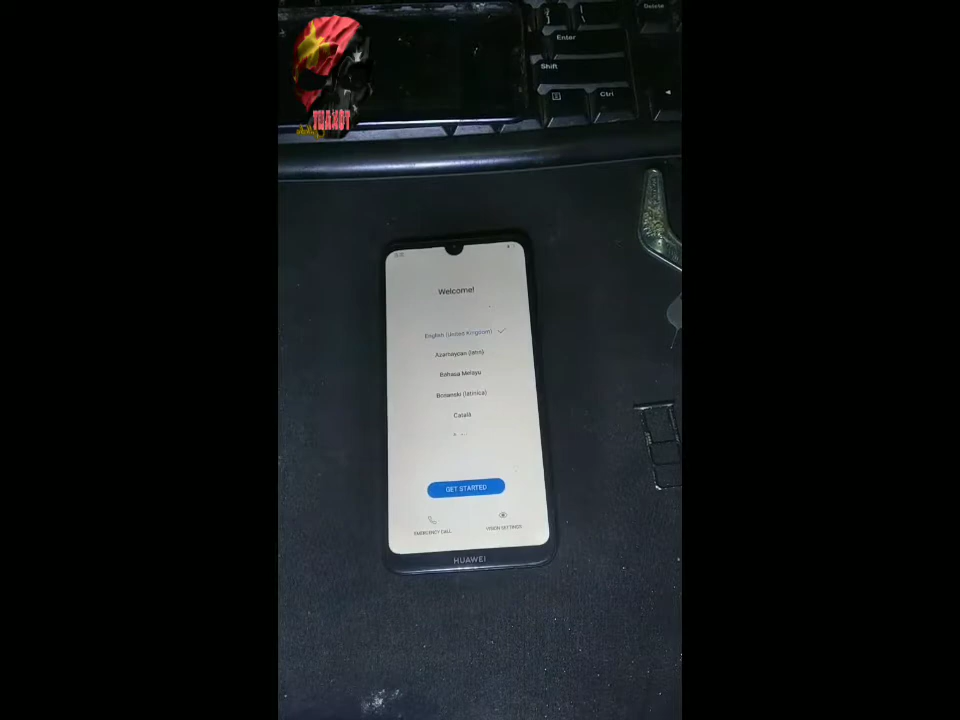 Delete
Enter
Shift
Ctrl
TURXOT
Welcome!
English (United Kingdom)
Azərbaycan (latın)
Bahasa Melayu
Bosanski (latinica)
Català
GET STARTED
EMERGENCY CALL
VISION SETTINGS
HUAWEI